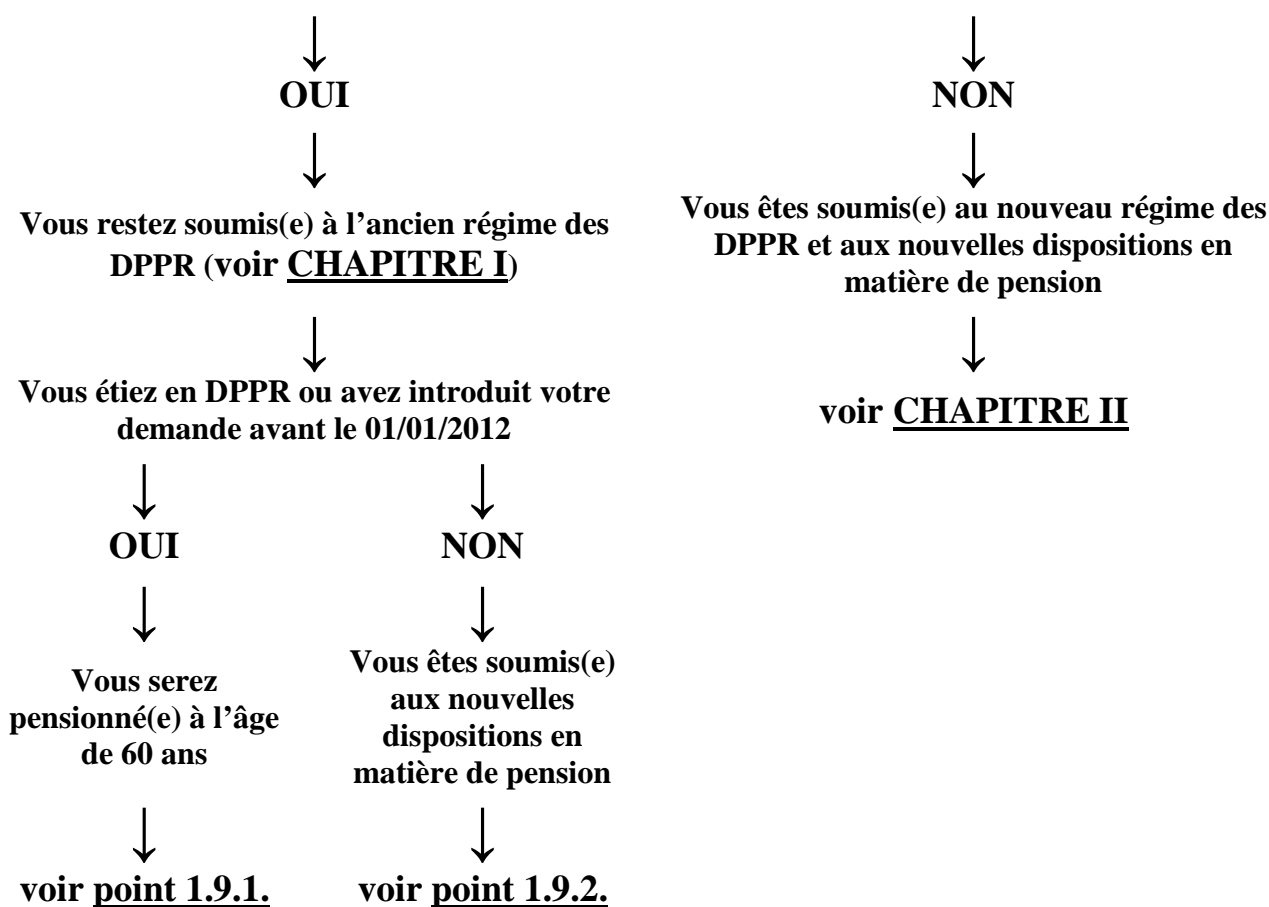 OUI
NON
Vous restez soumis(e) à l’ancien régime des
DPPR (voir CHAPITRE I)
Vous êtes soumis(e) au nouveau régime des
DPPR et aux nouvelles dispositions en
matière de pension
Vous étiez en DPPR ou avez introduit votre
demande avant le 01/01/2012
voir CHAPITRE II
OUI
NON
Vous serez
pensionné(e) à l’âge
de 60 ans
Vous êtes soumis(e)
aux nouvelles
dispositions en
matière de pension
voir point 1.9.1.
voir point 1.9.2.